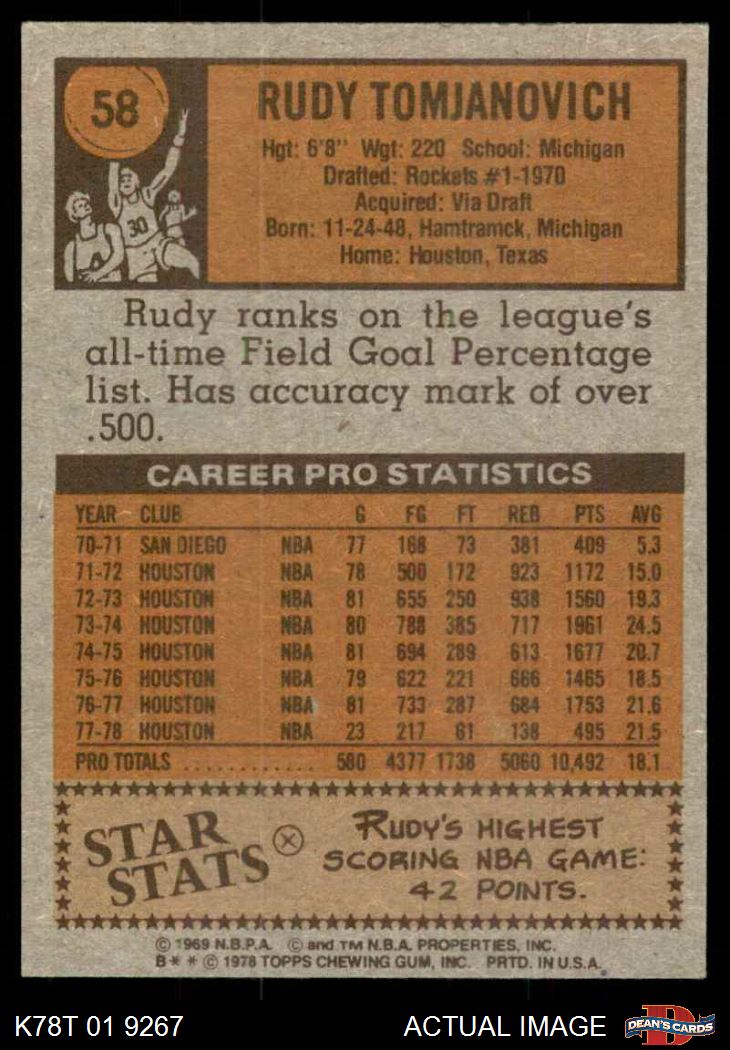 58
RUDY TOMJANOVICH
Hgt: 6'8" Wgt: 220 School: Michigan
Drafted: Rockets #1-1970
Acquired: Via Draft
Born: 11-24-48, Hamtramck, Michigan
Home: Houston, Texas
30
Rudy ranks on the league's
all-time Field Goal Percentage
list. Has accuracy mark of over
.500.
CAREER PRO STATISTICS
YEAR CLUB G FG FT REB PTS AVG
70-71 SAN DIEGO NBA 77 168 73 381 409 5.3
71-72 HOUSTON NBA 78 500 172 923 1172 15.0
72-73 HOUSTON NBA 81 655 250 938 1560 19.3
73-74 HOUSTON NBA 80 788 385 717 1961 24.5
74-75 HOUSTON NBA 81 694 289 613 1677 20.7
75-76 HOUSTON NBA 79 622 221 666 1465 18.5
76-77 HOUSTON NBA 81 733 287 684 1753 21.6
77-78 HOUSTON NBA 23 217 61 138 495 21.5
PRO TOTALS ............ 580 4377 1738 5060 10,492 18.1
STAR STATS
RUDY'S HIGHEST
SCORING NBA GAME:
42 POINTS.
© 1969 N.B.P.A. © and TM N.B.A. PROPERTIES, INC.
B* * © 1978 TOPPS CHEWING GUM, INC. PRTD. IN U.S.A.
K78T 01 9267 ACTUAL IMAGE DEAN'S CARDS